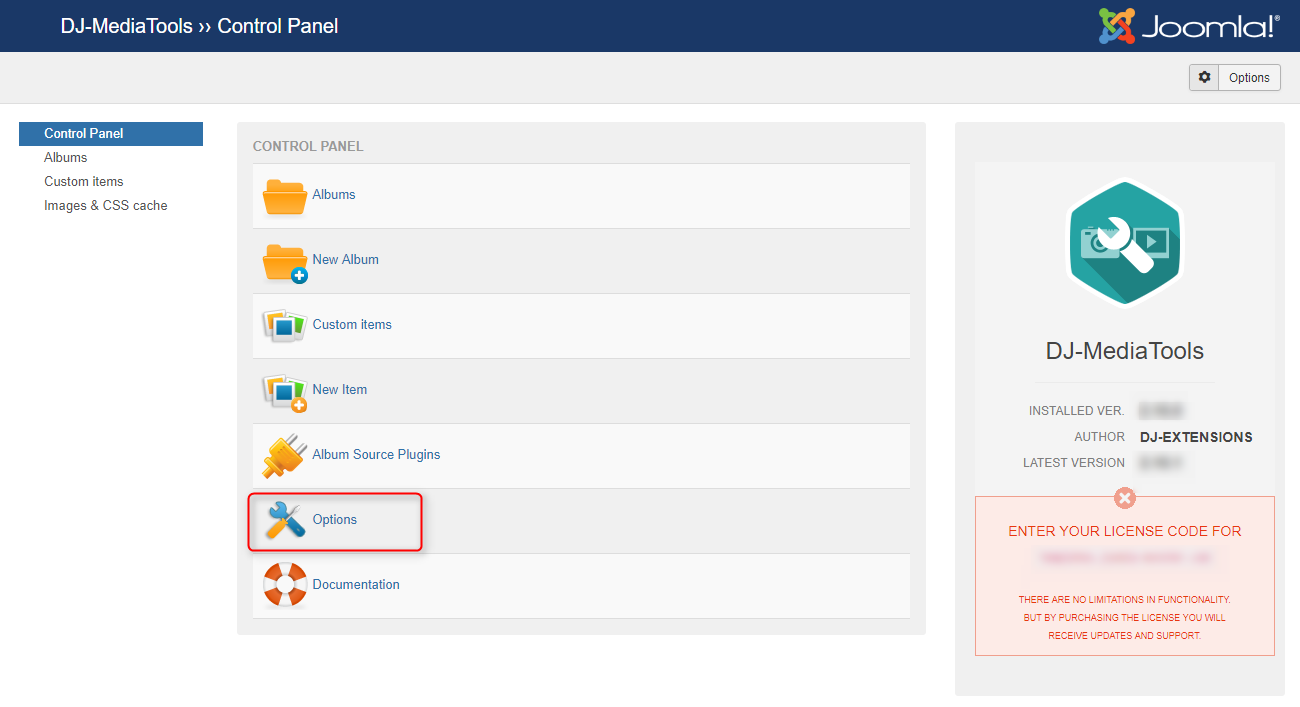 DJ-MediaTools ›› Control Panel
Joomla!®
Options
Control Panel
Albums
Custom items
Images & CSS cache
CONTROL PANEL
Albums
New Album
Custom items
New Item
Album Source Plugins
Options
Documentation
DJ-MediaTools
INSTALLED VER.
AUTHOR DJ-EXTENSIONS
LATEST VERSION
ENTER YOUR LICENSE CODE FOR
THERE ARE NO LIMITATIONS IN FUNCTIONALITY.
BUT BY PURCHASING THE LICENSE YOU WILL
RECEIVE UPDATES AND SUPPORT.